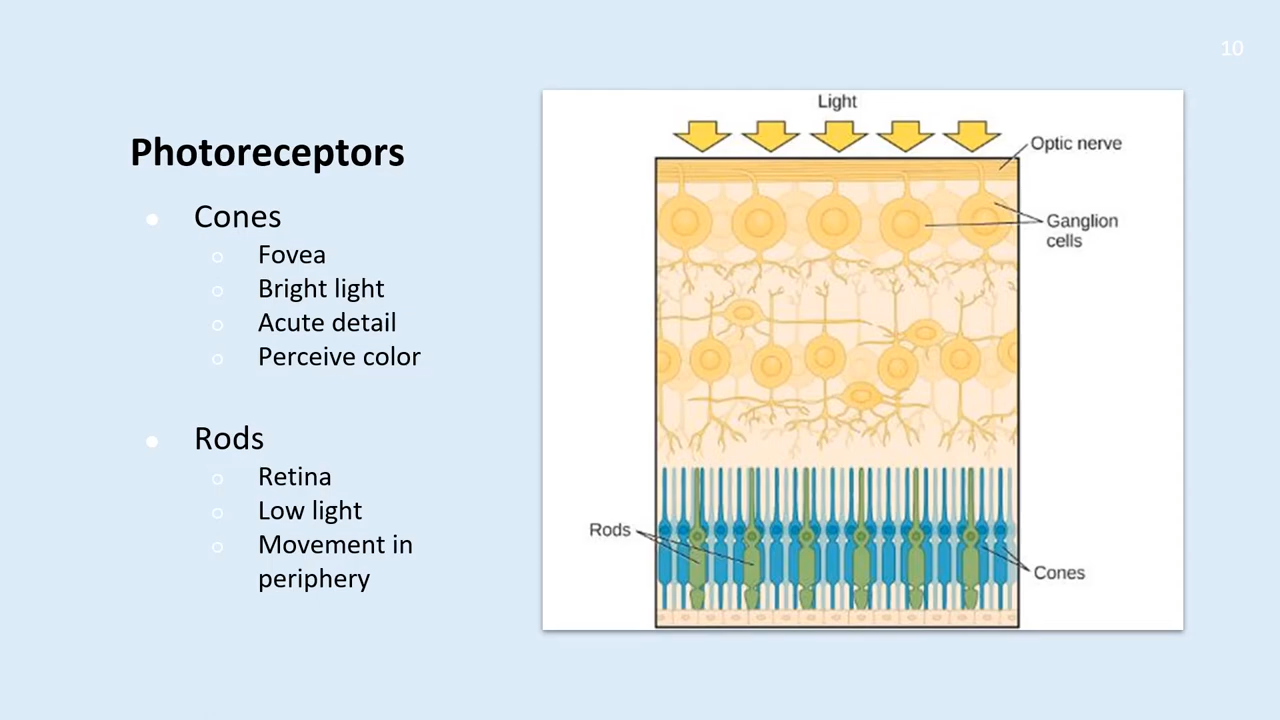 10
Photoreceptors
Cones
Fovea
Bright light
Acute detail
Perceive color
Rods
Retina
Low light
Movement in
periphery
Light
Optic nerve
Ganglion
cells
Rods
Cones